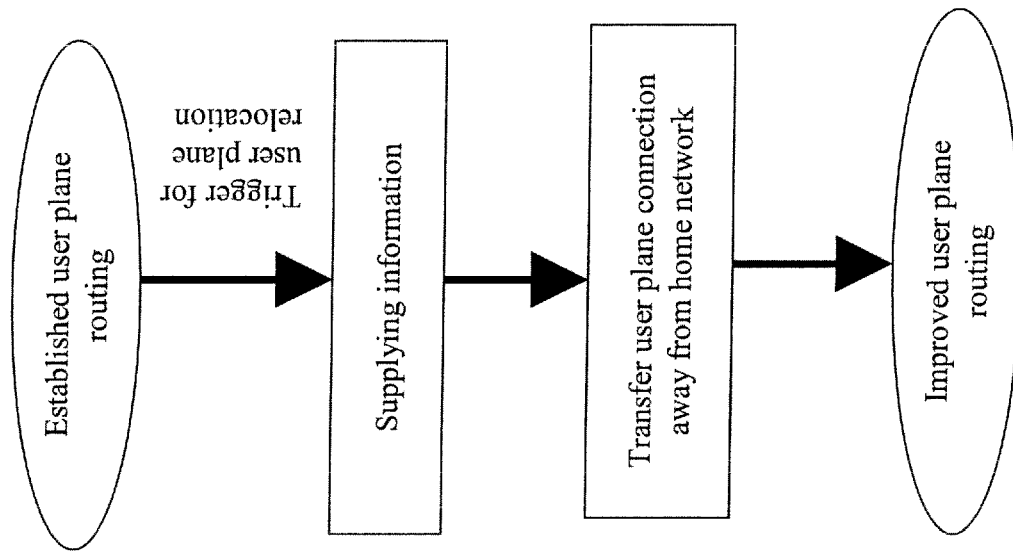 Established user plane
routing
Trigger for
user plane
relocation
Supplying information
Transfer user plane connection
away from home network
Improved user plane
routing